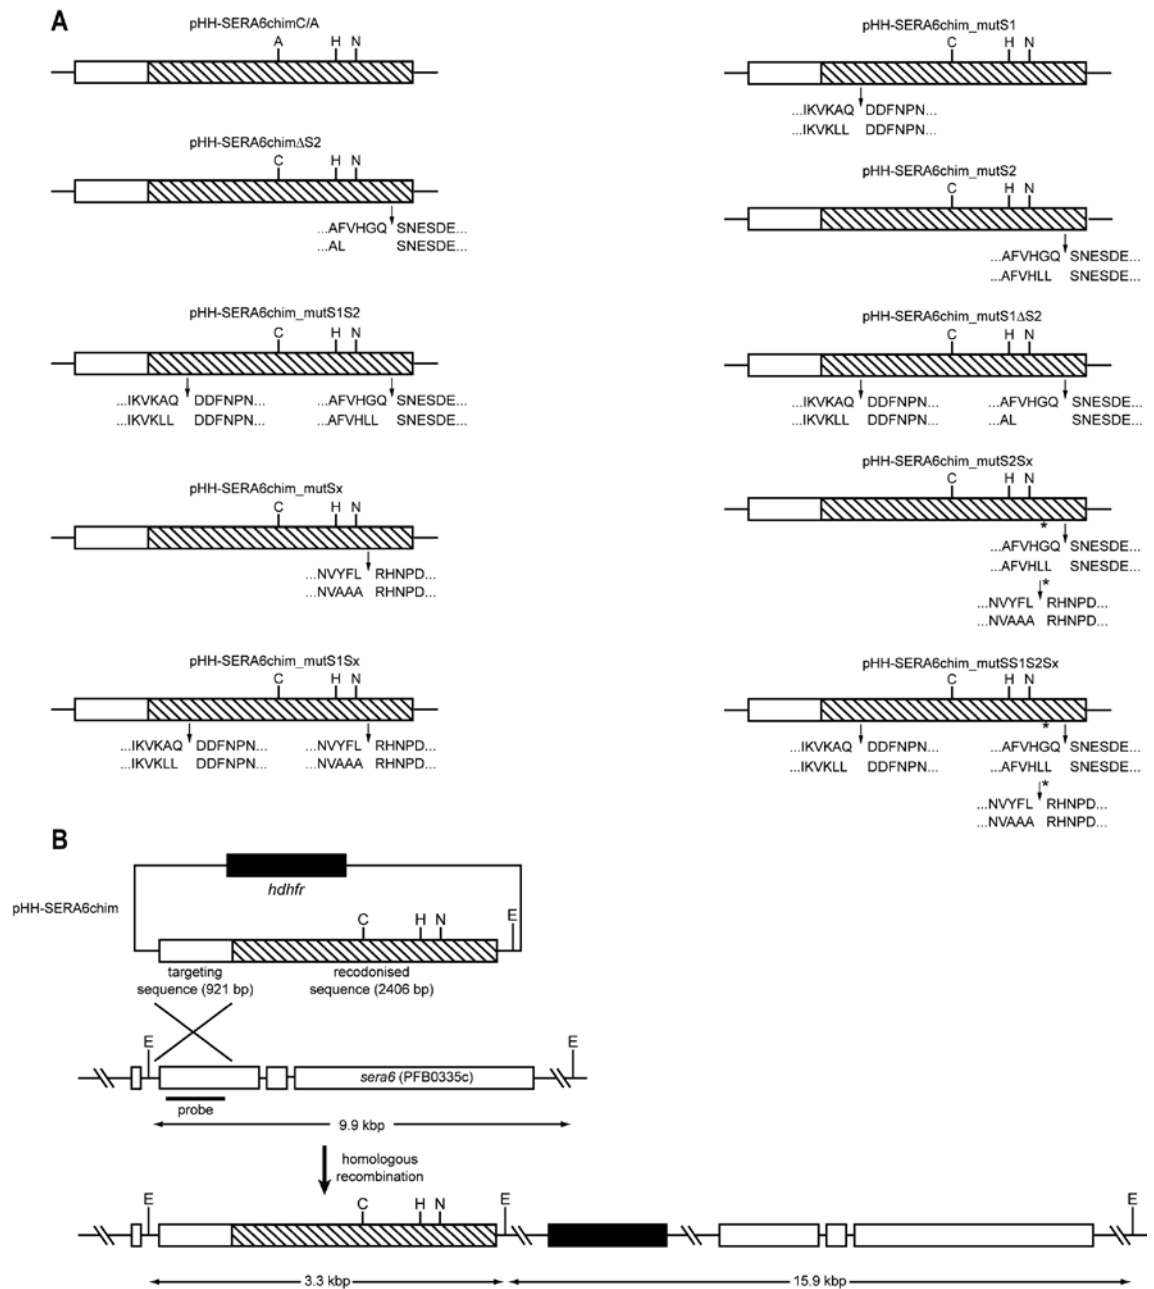 A
pHH-SERA6chimC/A
A H N
pHH-SERA6chim_mutS1
C H N
...IKVKAQ DDFNPN...
...IKVKLL DDFNPN...
pHH-SERA6chimΔS2
C H N
...AFVHGQ SNESDE...
...AL SNESDE...
pHH-SERA6chim_mutS2
C H N
...AFVHGQ SNESDE...
...AFVHLL SNESDE...
pHH-SERA6chim_mutS1S2
C H N
...IKVKAQ DDFNPN... ...AFVHGQ SNESDE...
...IKVKLL DDFNPN... ...AFVHLL SNESDE...
pHH-SERA6chim_mutS1ΔS2
C H N
...IKVKAQ DDFNPN... ...AFVHGQ SNESDE...
...IKVKLL DDFNPN... ...AL SNESDE...
pHH-SERA6chim_mutSx
C H N
...NVYFL RHNPD...
...NVAAA RHNPD...
pHH-SERA6chim_mutS2Sx
C H N
*
...AFVHGQ SNESDE...
...AFVHLL SNESDE...
*
...NVYFL RHNPD...
...NVAAA RHNPD...
pHH-SERA6chim_mutS1Sx
C H N
...IKVKAQ DDFNPN... ...NVYFL RHNPD...
...IKVKLL DDFNPN... ...NVAAA RHNPD...
pHH-SERA6chim_mutSS1S2Sx
C H N
*
...IKVKAQ DDFNPN... ...AFVHGQ SNESDE...
...IKVKLL DDFNPN... ...AFVHLL SNESDE...
*
...NVYFL RHNPD...
...NVAAA RHNPD...
B
hdhfr
pHH-SERA6chim
C H N E
targeting
sequence (921 bp)
recodonised
sequence (2406 bp)
E E
sera6 (PFB0335c)
probe
9.9 kbp
homologous
recombination
E C H N E E
3.3 kbp 15.9 kbp